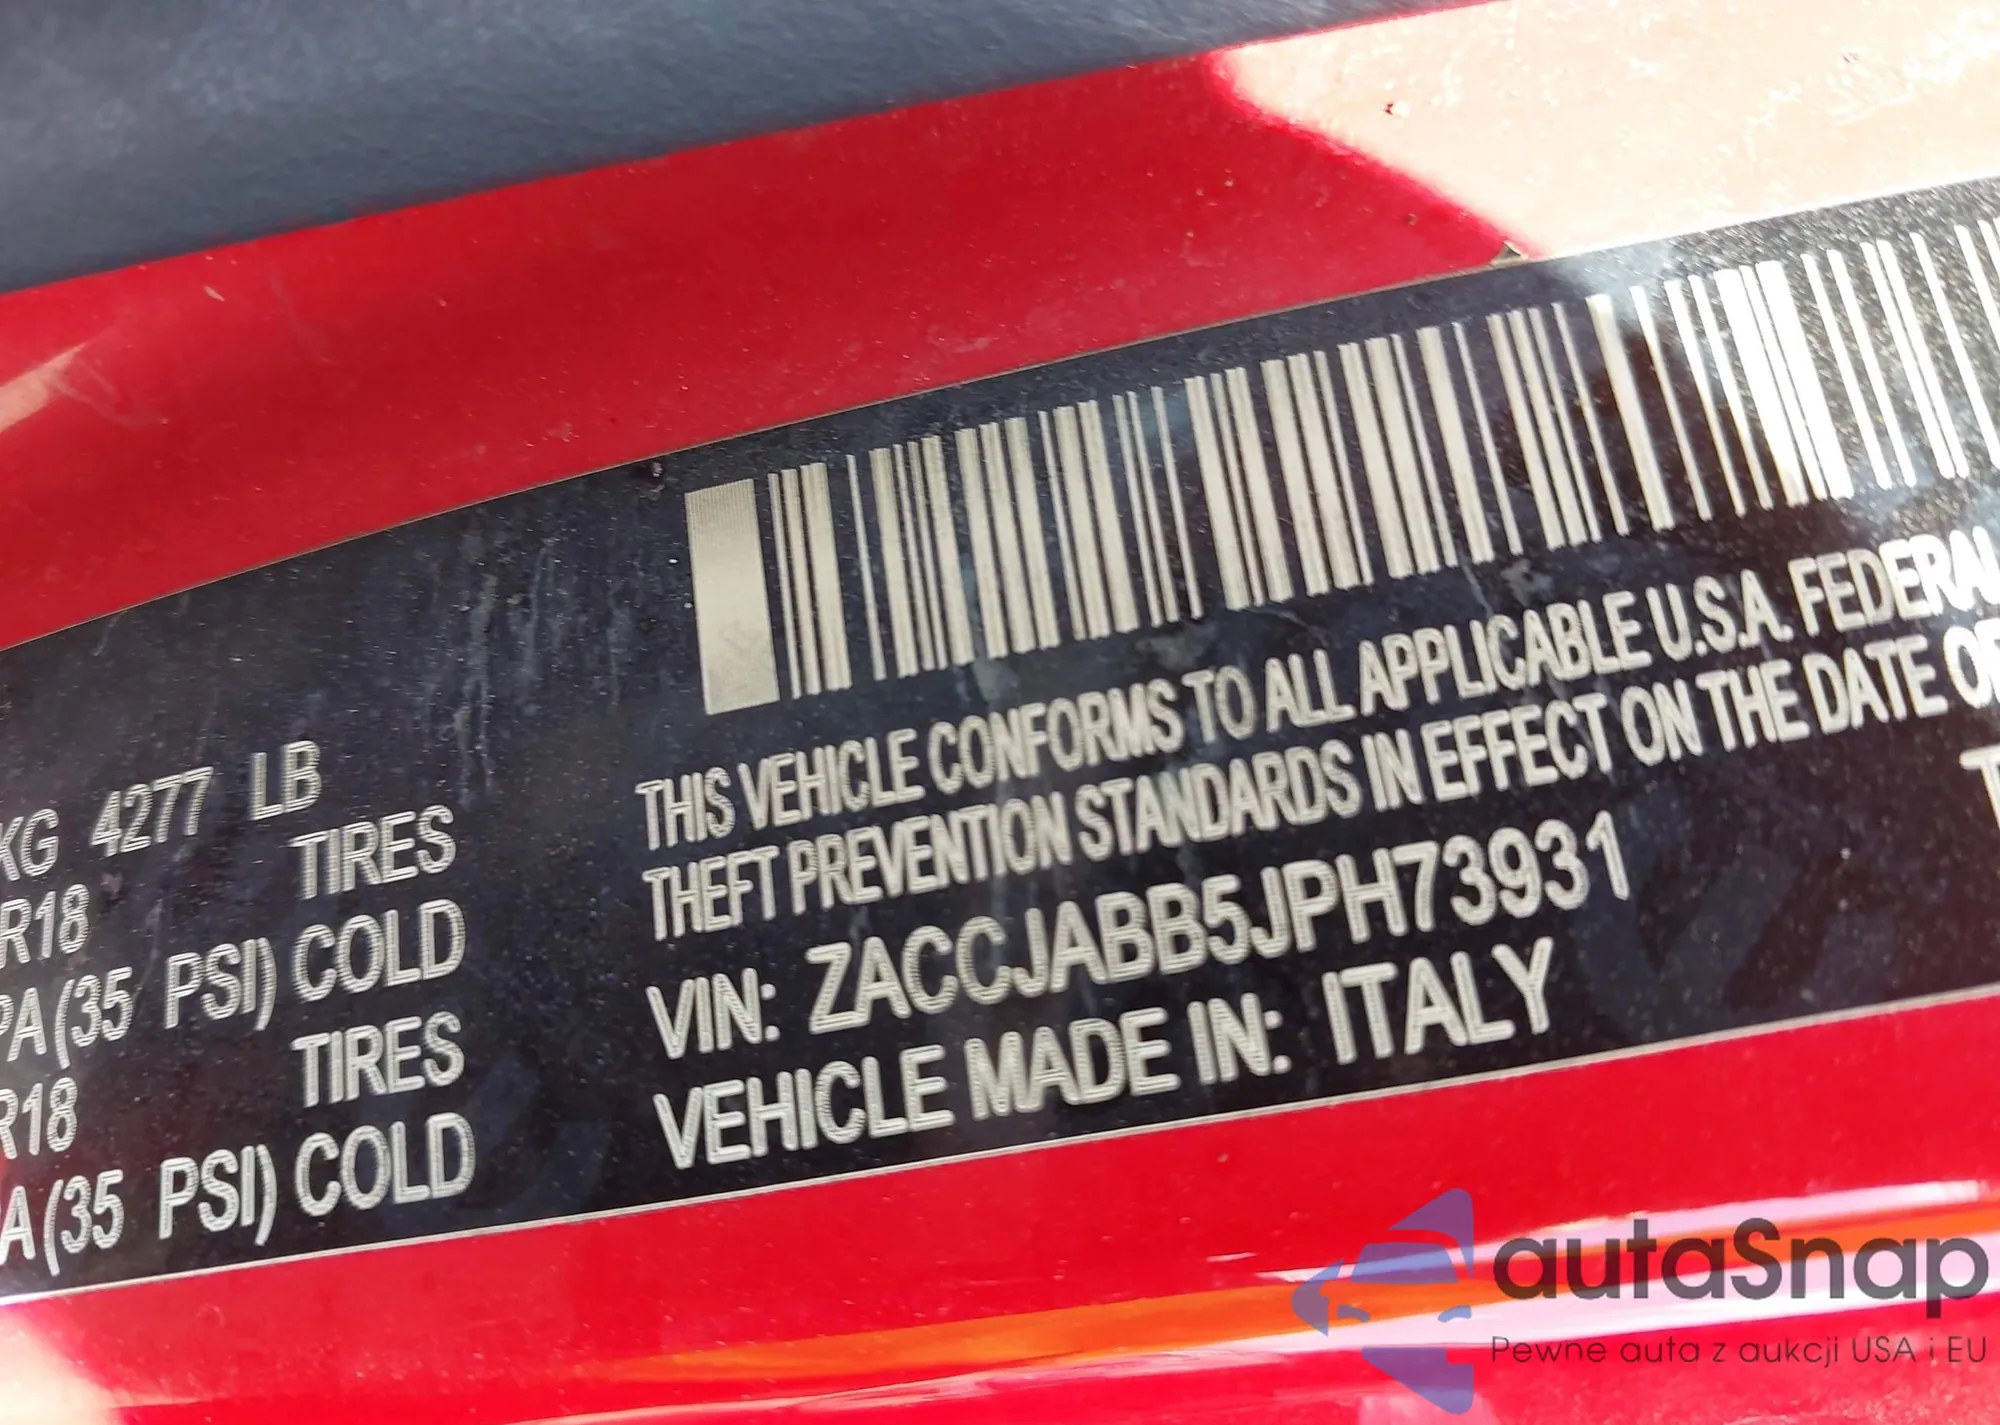 KG 4277 LB
TIRES
R18
PA (35 PSI) COLD
TIRES
R18
A (35 PSI) COLD
THIS VEHICLE CONFORMS TO ALL APPLICABLE U.S.A. FEDERAL
THEFT PREVENTION STANDARDS IN EFFECT ON THE DATE OF
VIN: ZACCJABB5JPH73931
VEHICLE MADE IN: ITALY
T
autaSnap
Pewne auta z aukcji USA i EU